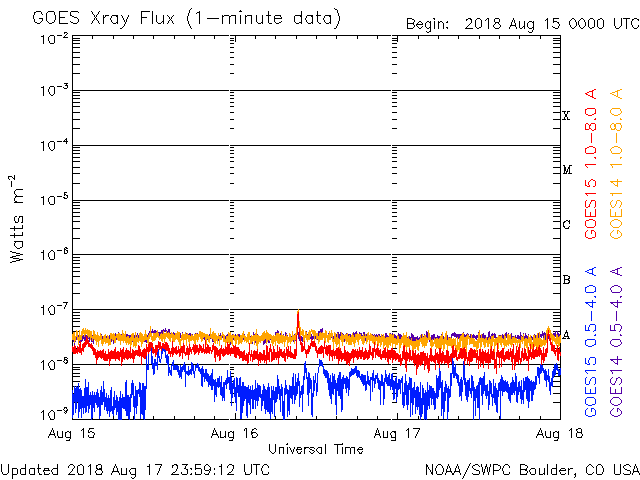 GOES Xray Flux (1-minute data)
Begin: 2018 Aug 15 0000 UTC
Watts m⁻²
10⁻²
10⁻³
10⁻⁴
10⁻⁵
10⁻⁶
10⁻⁷
10⁻⁸
10⁻⁹
X
M
C
B
A
GOES15 1.0-8.0 A
GOES14 1.0-8.0 A
GOES15 0.5-4.0 A
GOES14 0.5-4.0 A
Aug 15
Aug 16
Aug 17
Aug 18
Universal Time
Updated 2018 Aug 17 23:59:12 UTC
NOAA/SWPC Boulder, CO USA